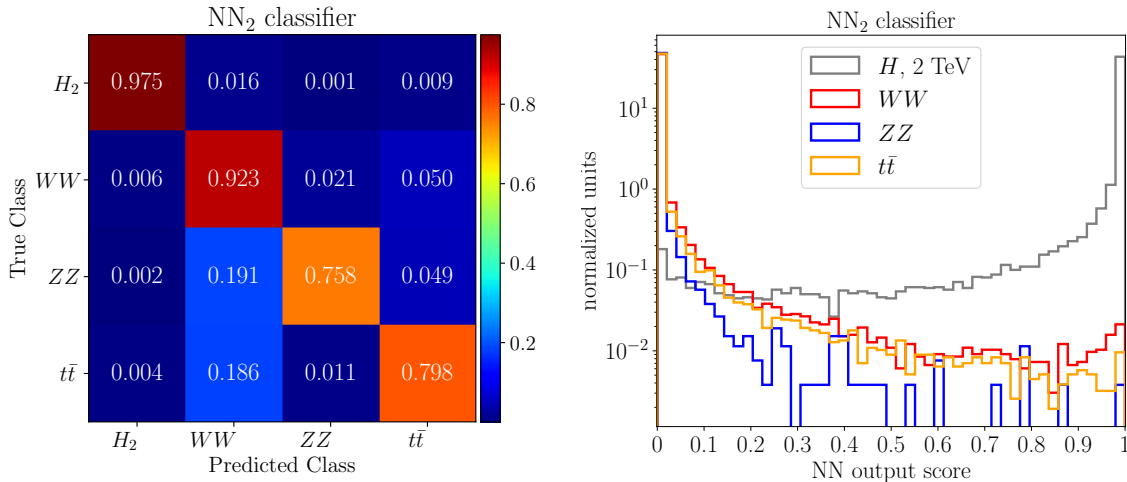 NN₂ classifier
True Class
H₂ 0.975 0.016 0.001 0.009
WW 0.006 0.923 0.021 0.050
ZZ 0.002 0.191 0.758 0.049
tt̄ 0.004 0.186 0.011 0.798
H₂ WW ZZ tt̄
Predicted Class
0.8
0.6
0.4
0.2
NN₂ classifier
normalized units
10¹
10⁰
10⁻¹
10⁻²
H, 2 TeV
WW
ZZ
tt̄
0 0.1 0.2 0.3 0.4 0.5 0.6 0.7 0.8 0.9 1
NN output score